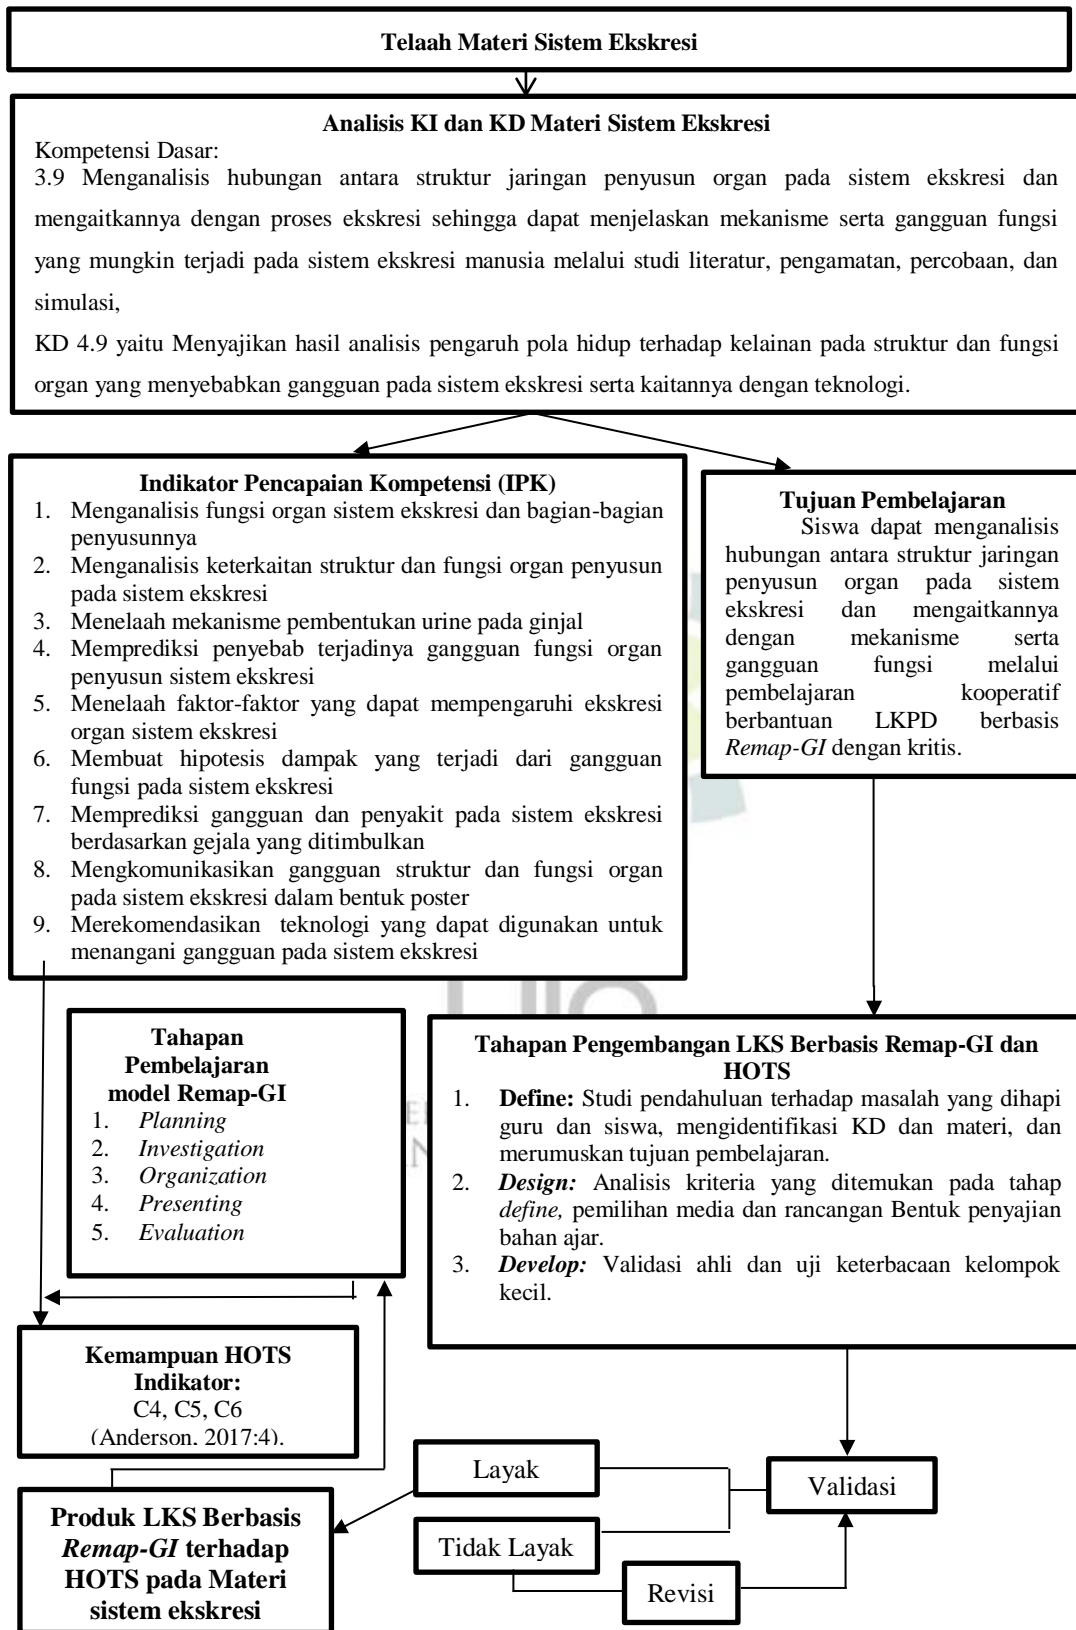 Telaah Materi Sistem Ekskresi
Analisis KI dan KD Materi Sistem Ekskresi
Kompetensi Dasar:
3.9 Menganalisis hubungan antara struktur jaringan penyusun organ pada sistem ekskresi dan
mengaitkannya dengan proses ekskresi sehingga dapat menjelaskan mekanisme serta gangguan fungsi
yang mungkin terjadi pada sistem ekskresi manusia melalui studi literatur, pengamatan, percobaan, dan
simulasi,
KD 4.9 yaitu Menyajikan hasil analisis pengaruh pola hidup terhadap kelainan pada struktur dan fungsi
organ yang menyebabkan gangguan pada sistem ekskresi serta kaitannya dengan teknologi.
Indikator Pencapaian Kompetensi (IPK)
1. Menganalisis fungsi organ sistem ekskresi dan bagian-bagian
penyusunnya
2. Menganalisis keterkaitan struktur dan fungsi organ penyusun
pada sistem ekskresi
3. Menelaah mekanisme pembentukan urine pada ginjal
4. Memprediksi penyebab terjadinya gangguan fungsi organ
penyusun sistem ekskresi
5. Menelaah faktor-faktor yang dapat mempengaruhi ekskresi
organ sistem ekskresi
6. Membuat hipotesis dampak yang terjadi dari gangguan
fungsi pada sistem ekskresi
7. Memprediksi gangguan dan penyakit pada sistem ekskresi
berdasarkan gejala yang ditimbulkan
8. Mengkomunikasikan gangguan struktur dan fungsi organ
pada sistem ekskresi dalam bentuk poster
9. Merekomendasikan teknologi yang dapat digunakan untuk
menangani gangguan pada sistem ekskresi
Tujuan Pembelajaran
Siswa dapat menganalisis
hubungan antara struktur jaringan
penyusun organ pada sistem
ekskresi dan mengaitkannya
dengan mekanisme serta
gangguan fungsi melalui
pembelajaran kooperatif
berbantuan LKPD berbasis
Remap-GI dengan kritis.
Tahapan
Pembelajaran
model Remap-GI
1. Planning
2. Investigation
3. Organization
4. Presenting
5. Evaluation
Tahapan Pengembangan LKS Berbasis Remap-GI dan
HOTS
1. Define: Studi pendahuluan terhadap masalah yang dihapi
guru dan siswa, mengidentifikasi KD dan materi, dan
merumuskan tujuan pembelajaran.
2. Design: Analisis kriteria yang ditemukan pada tahap
define, pemilihan media dan rancangan Bentuk penyajian
bahan ajar.
3. Develop: Validasi ahli dan uji keterbacaan kelompok
kecil.
Kemampuan HOTS
Indikator:
C4, C5, C6
(Anderson, 2017:4).
Layak
Validasi
Tidak Layak
Revisi
Produk LKS Berbasis
Remap-GI terhadap
HOTS pada Materi
sistem ekskresi